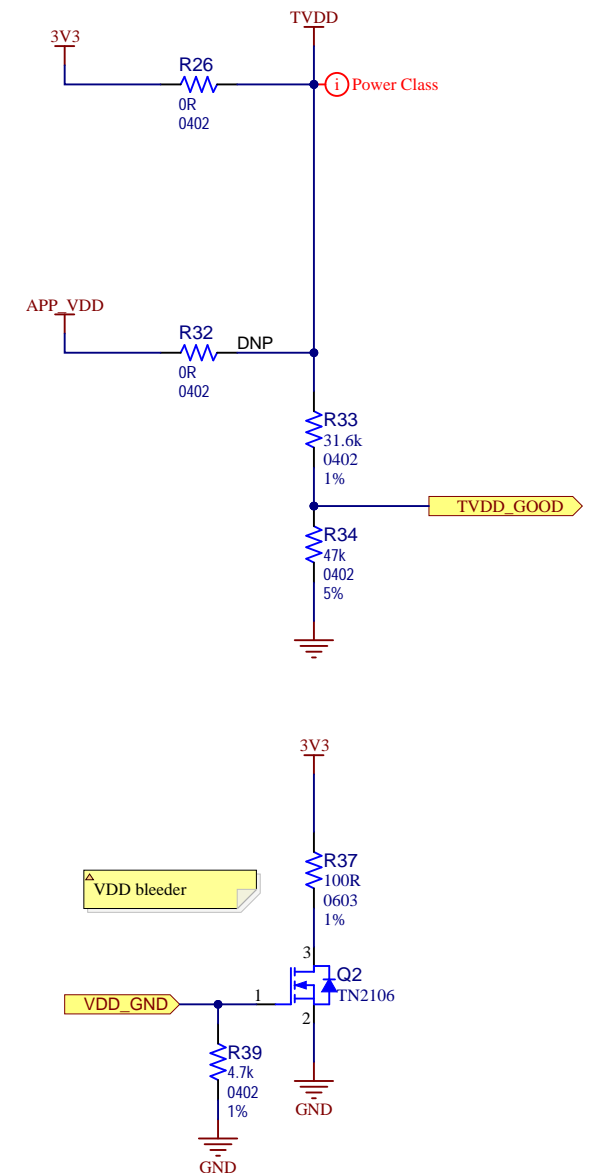 TVDD
3V3
R26
0R
0402
i Power Class
APP_VDD
R32 DNP
0R
0402
R33
31.6k
0402
1%
TVDD_GOOD
R34
47k
0402
5%
3V3
R37
100R
0603
1%
VDD bleeder
3
Q2
TN2106
VDD_GND 1
2
R39
4.7k
0402
1%
GND
GND